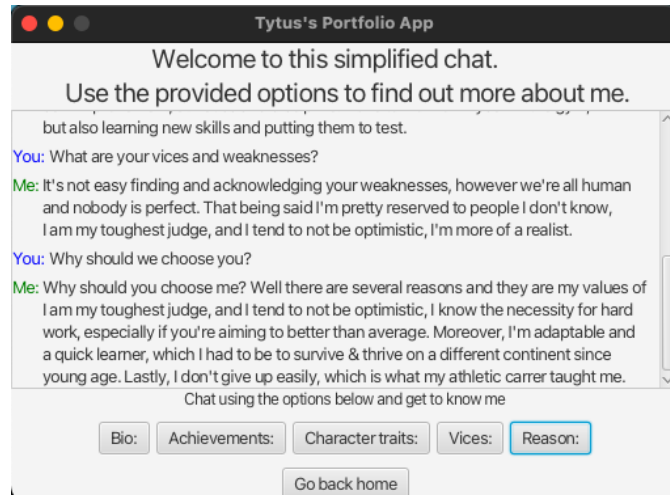 Tytus's Portfolio App
Welcome to this simplified chat.
Use the provided options to find out more about me.
but also learning new skills and putting them to test.
You: What are your vices and weaknesses?
Me: It's not easy finding and acknowledging your weaknesses, however we're all human
and nobody is perfect. That being said I'm pretty reserved to people I don't know,
I am my toughest judge, and I tend to not be optimistic, I'm more of a realist.
You: Why should we choose you?
Me: Why should you choose me? Well there are several reasons and they are my values of
I am my toughest judge, and I tend to not be optimistic, I know the necessity for hard
work, especially if you're aiming to better than average. Moreover, I'm adaptable and
a quick learner, which I had to be to survive & thrive on a different continent since
young age. Lastly, I don't give up easily, which is what my athletic carrer taught me.
Chat using the options below and get to know me
Bio: Achievements: Character traits: Vices: Reason:
Go back home